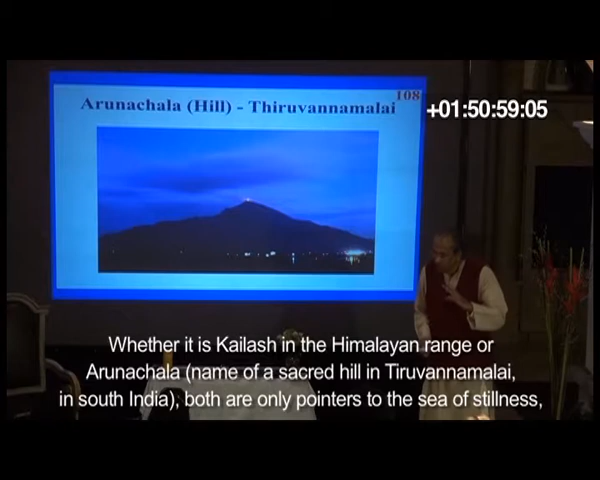 108
Arunachala (Hill) - Thiruvannamalai
+01:50:59:05
Whether it is Kailash in the Himalayan range or
Arunachala (name of a sacred hill in Tiruvannamalai,
in south India), both are only pointers to the sea of stillness,